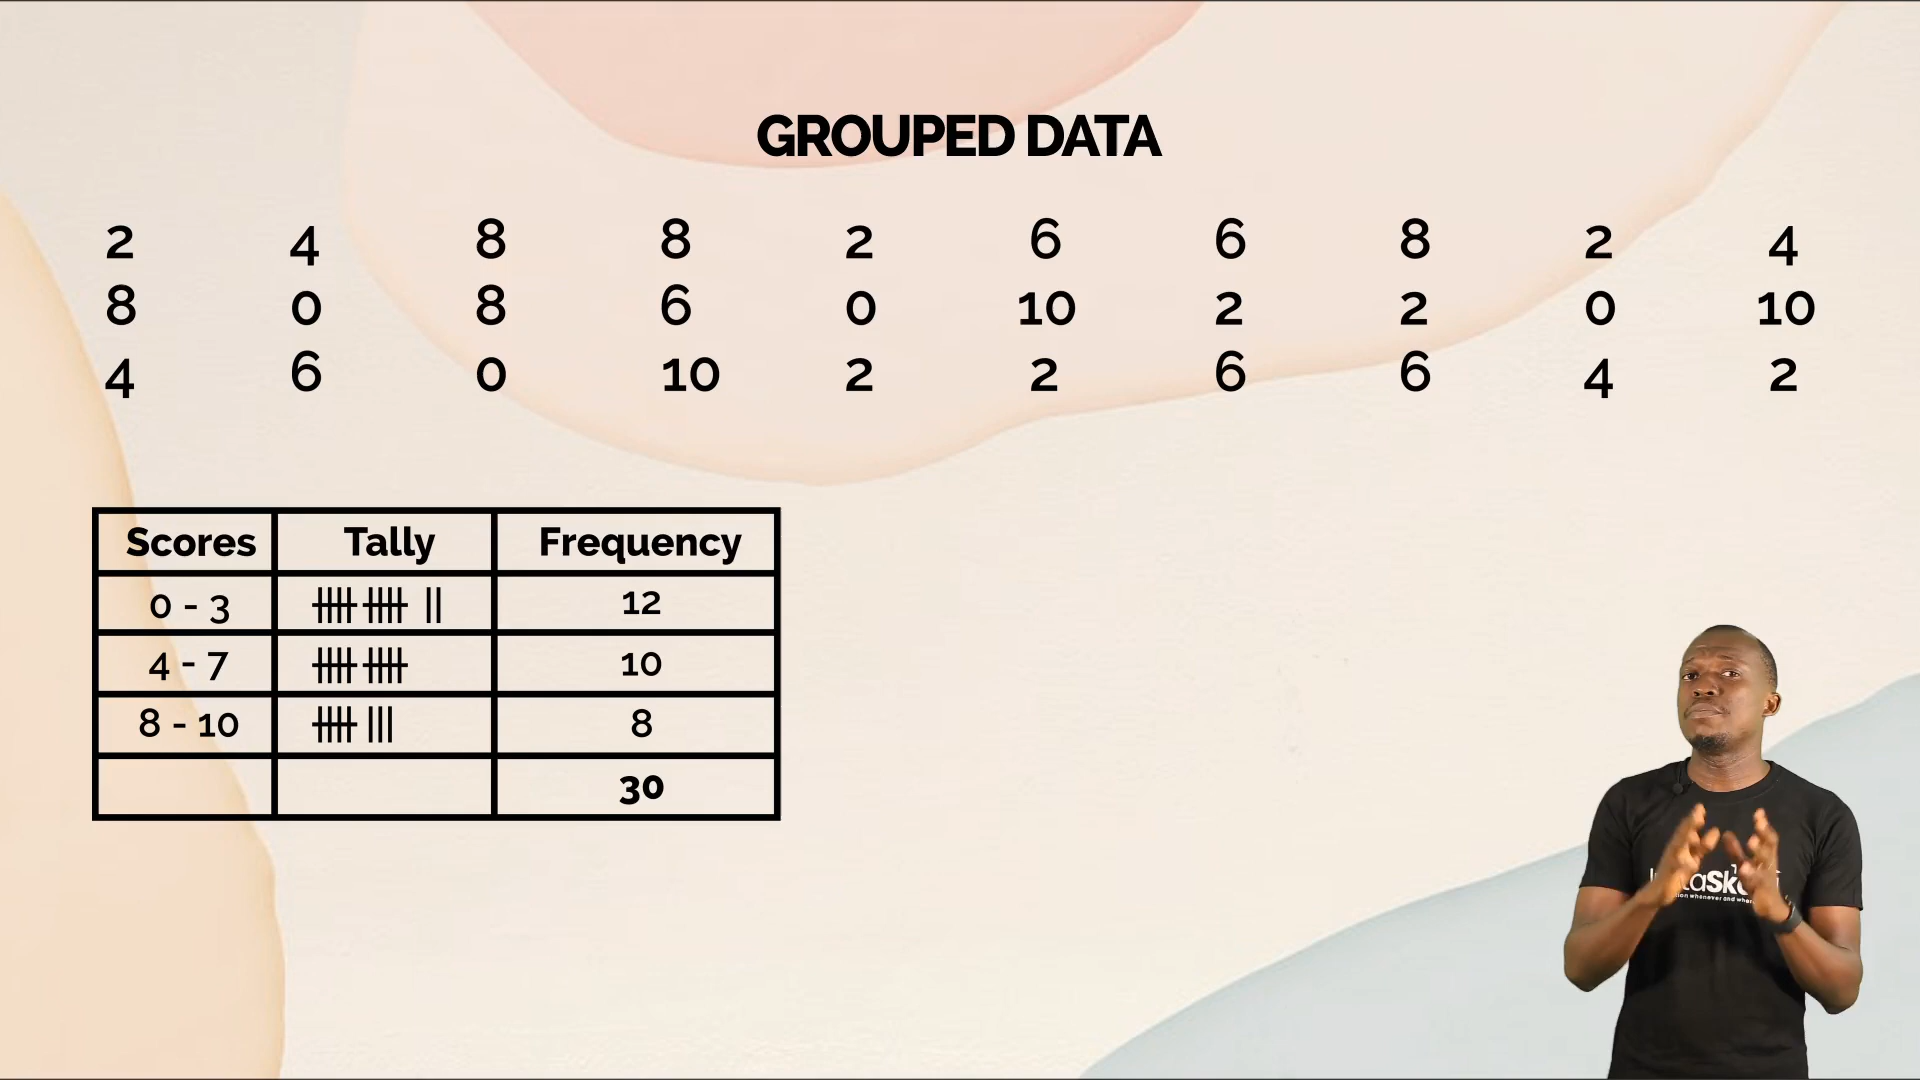 GROUPED DATA
2 4 8 8 2 6 6 8 2 4
8 0 8 6 0 10 2 2 0 10
4 6 0 10 2 2 6 6 4 2
Scores Tally Frequency
0 - 3 12
4 - 7 10
8 - 10 8
30